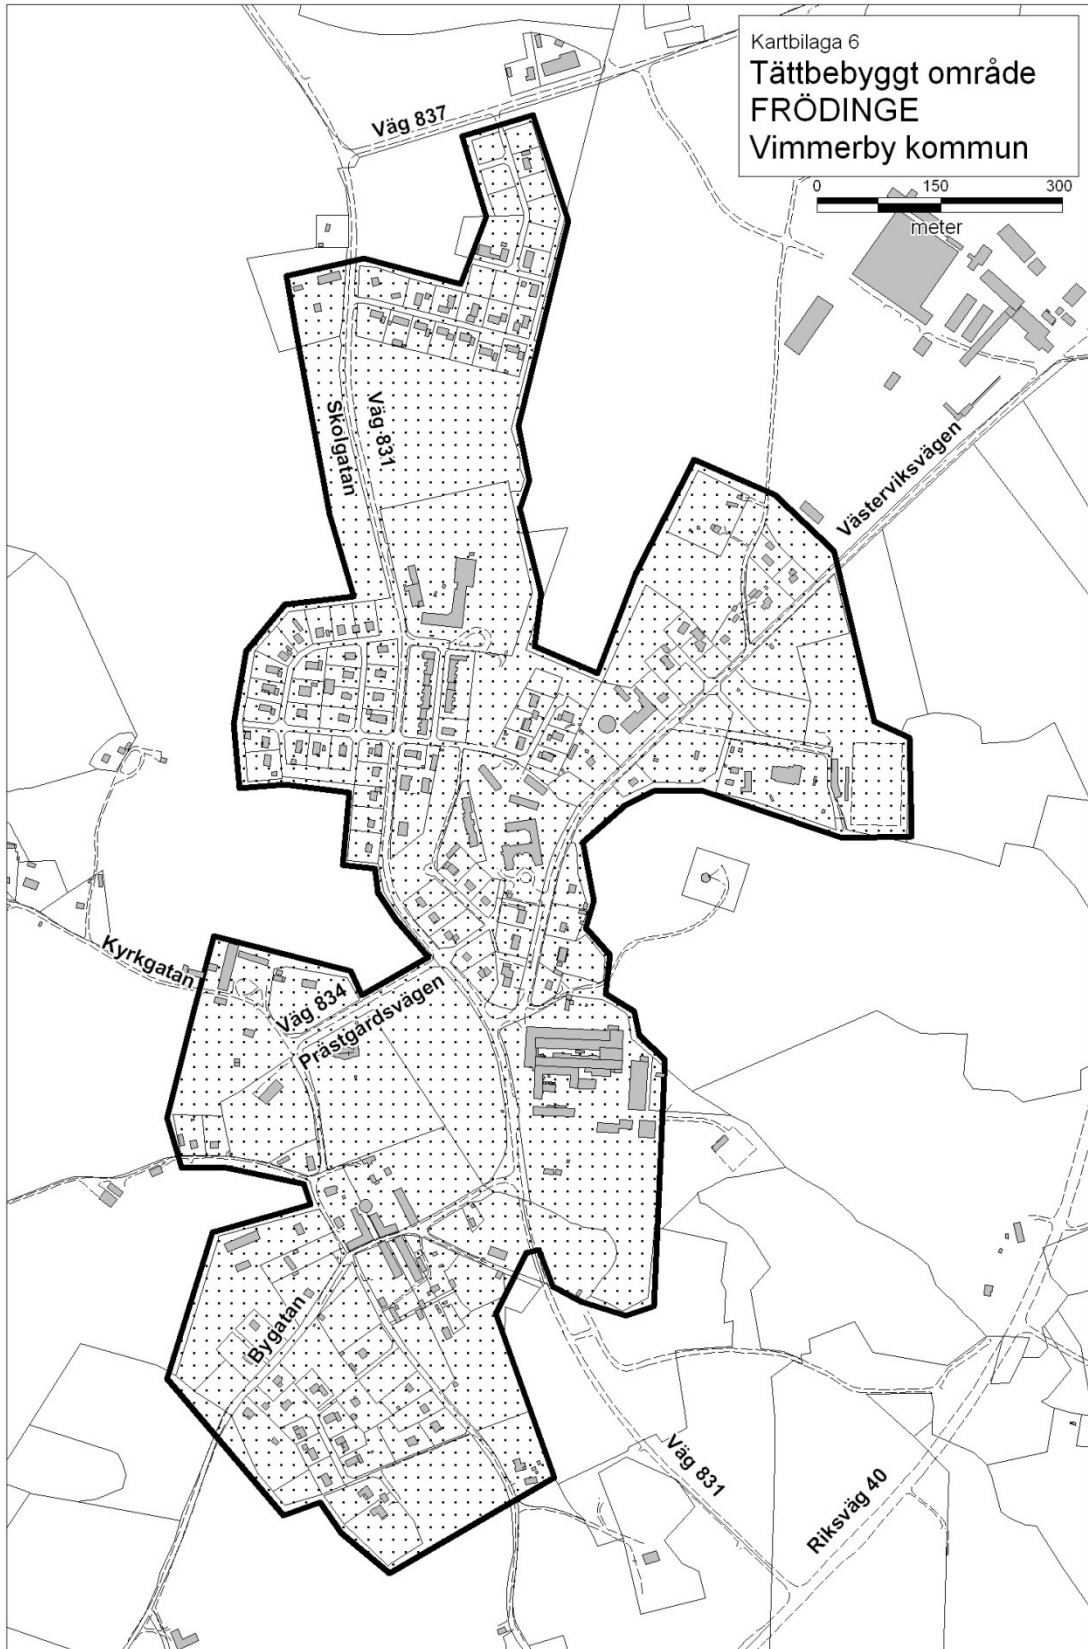 Kartbilaga 6
Tättbebyggt område
FRÖDINGE
Vimmerby kommun
0 150 300
meter
Väg 837
Väg 831
Skolgatan
Västerviksvägen
Kyrkgatan
Väg 834
Prästgårdsvägen
Bygatan
Väg 831
Riksväg 40